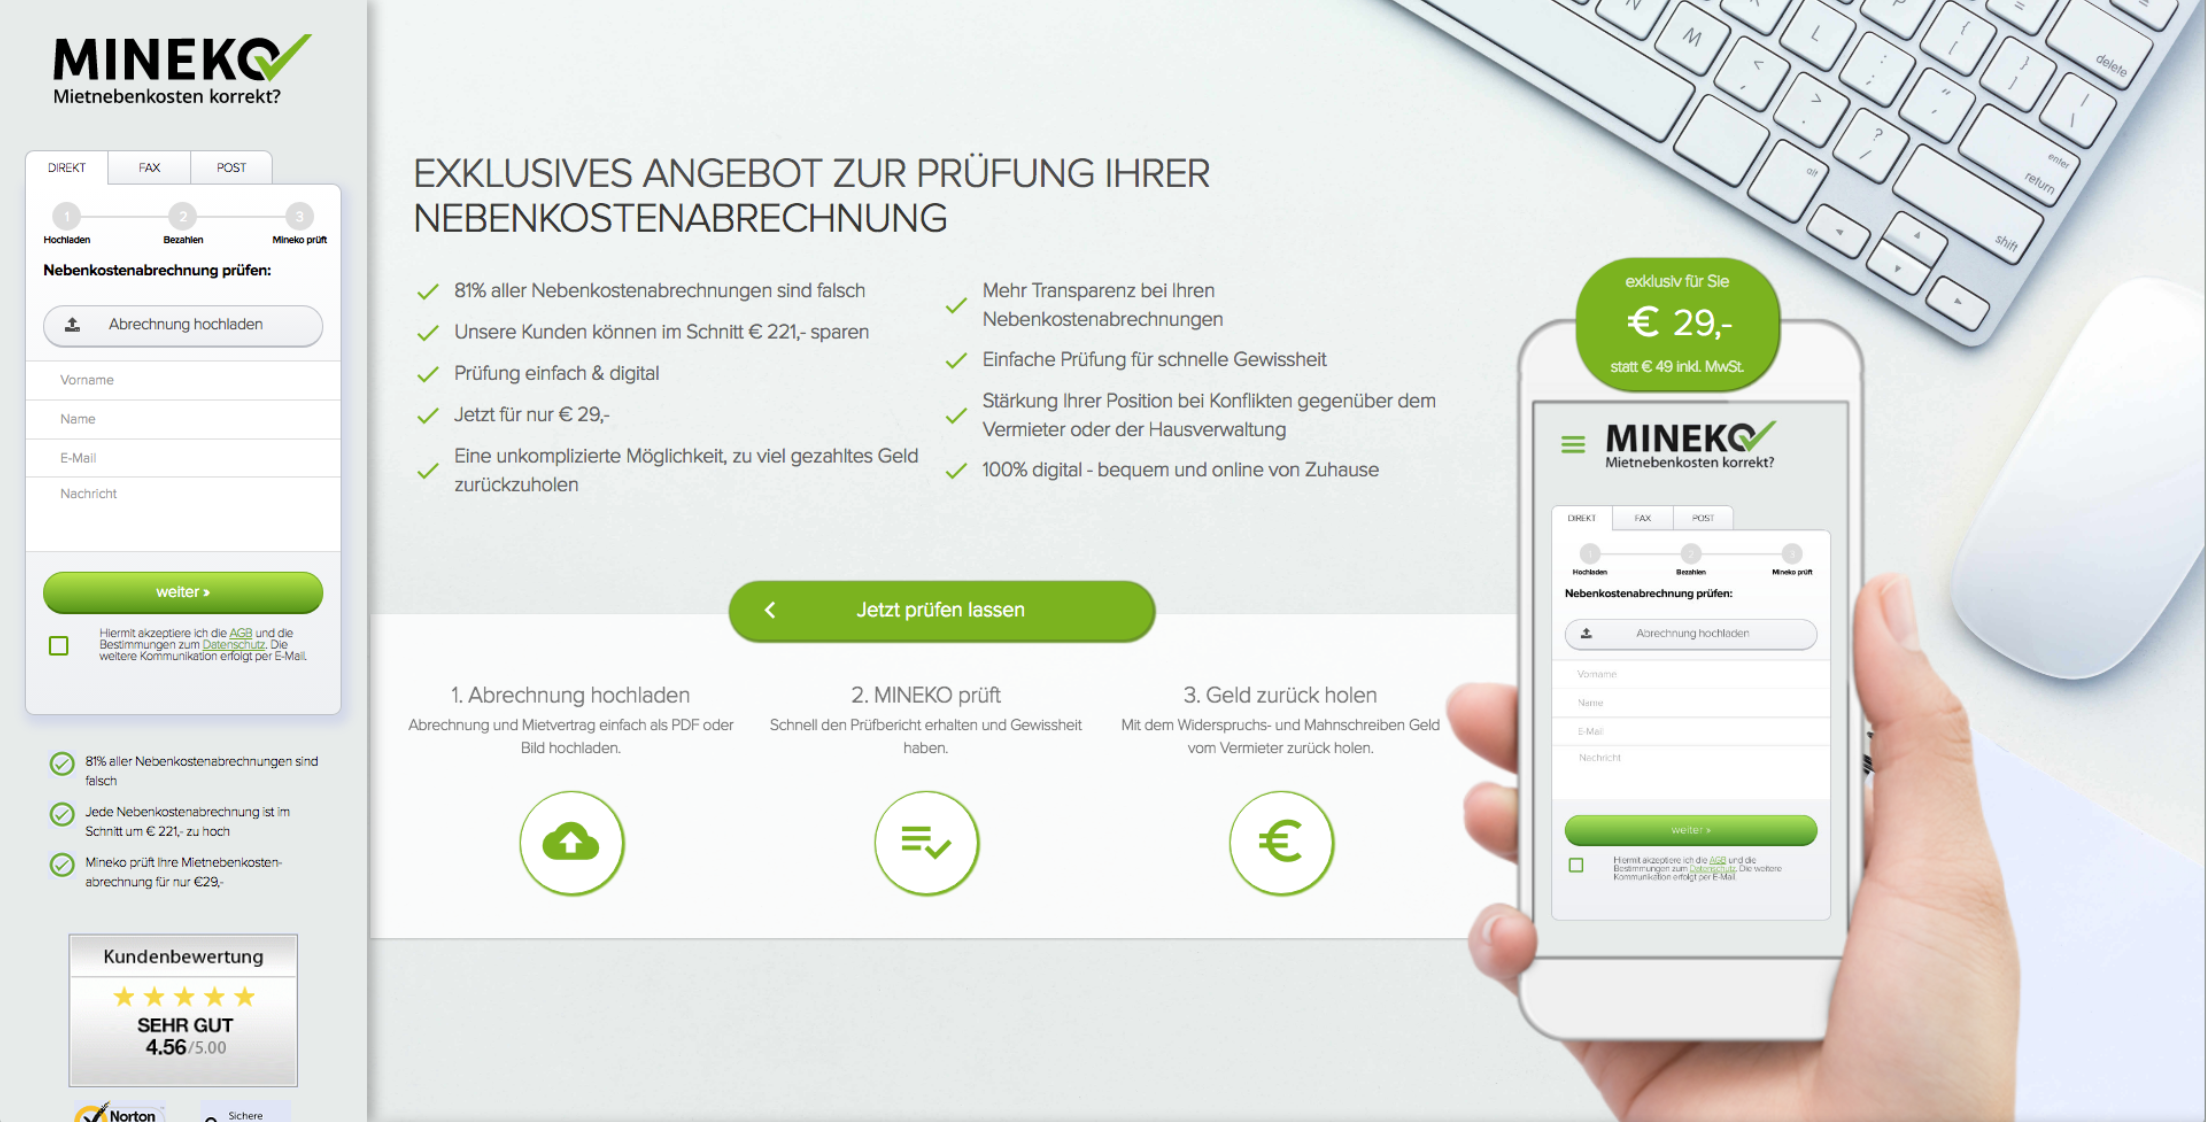 MINEKO
Mietnebenkosten korrekt?
DIREKT
FAX
POST
1
2
3
Hochladen
Bezahlen
Mineko prüft
Nebenkostenabrechnung prüfen:
Abrechnung hochladen
Vorname
Name
E-Mail
Nachricht
weiter »
Hiermit akzeptiere ich die AGB und die
Bestimmungen zum Datenschutz. Die
weitere Kommunikation erfolgt per E-Mail.
81% aller Nebenkostenabrechnungen sind
falsch
Jede Nebenkostenabrechnung ist im
Schnitt um € 221,- zu hoch
Mineko prüft Ihre Mietnebenkosten-
abrechnung für nur €29,-
Kundenbewertung
SEHR GUT
4.56/5.00
Norton
Sichere
EXKLUSIVES ANGEBOT ZUR PRÜFUNG IHRER
NEBENKOSTENABRECHNUNG
81% aller Nebenkostenabrechnungen sind falsch
Unsere Kunden können im Schnitt € 221,- sparen
Prüfung einfach & digital
Jetzt für nur € 29,-
Eine unkomplizierte Möglichkeit, zu viel gezahltes Geld
zurückzuholen
Mehr Transparenz bei Ihren
Nebenkostenabrechnungen
Einfache Prüfung für schnelle Gewissheit
Stärkung Ihrer Position bei Konflikten gegenüber dem
Vermieter oder der Hausverwaltung
100% digital - bequem und online von Zuhause
Jetzt prüfen lassen
1. Abrechnung hochladen
Abrechnung und Mietvertrag einfach als PDF oder
Bild hochladen.
2. MINEKO prüft
Schnell den Prüfbericht erhalten und Gewissheit
haben.
3. Geld zurück holen
Mit dem Widerspruchs- und Mahnschreiben Geld
vom Vermieter zurück holen.
€
exklusiv für Sie
€ 29,-
statt € 49 inkl. MwSt.
MINEKO
Mietnebenkosten korrekt?
DIREKT
FAX
POST
1
2
3
Hochladen
Bezahlen
Mineko prüft
Nebenkostenabrechnung prüfen:
Abrechnung hochladen
Vorname
Name
E-Mail
Nachricht
weiter »
Hiermit akzeptiere ich die AGB und die
Bestimmungen zum Datenschutz. Die weitere
Kommunikation erfolgt per E-Mail.
N
M
L
P
delete
enter
return
alt
shift